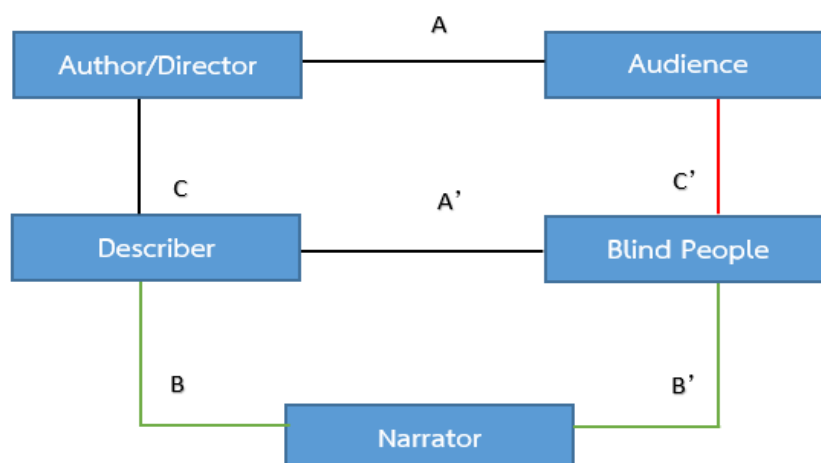 A
Author/Director
Audience
C
A’
C’
Describer
Blind People
B
B’
Narrator